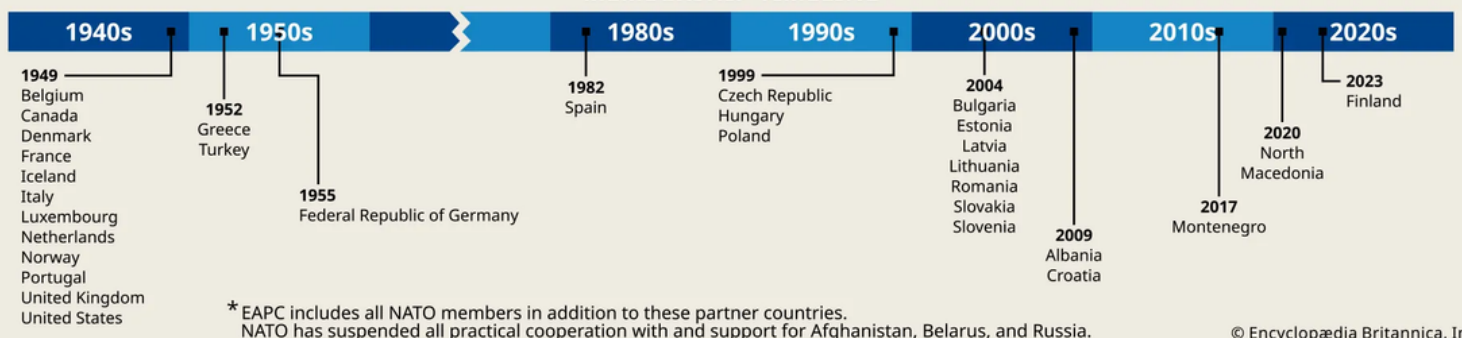 1940s 1950s 1980s 1990s 2000s 2010s 2020s
1949
Belgium
Canada
Denmark
France
Iceland
Italy
Luxembourg
Netherlands
Norway
Portugal
United Kingdom
United States
1952
Greece
Turkey
1955
Federal Republic of Germany
1982
Spain
1999
Czech Republic
Hungary
Poland
2004
Bulgaria
Estonia
Latvia
Lithuania
Romania
Slovakia
Slovenia
2009
Albania
Croatia
2017
Montenegro
2020
North
Macedonia
2023
Finland
* EAPC includes all NATO members in addition to these partner countries.
NATO has suspended all practical cooperation with and support for Afghanistan, Belarus, and Russia.
© Encyclopædia Britannica,